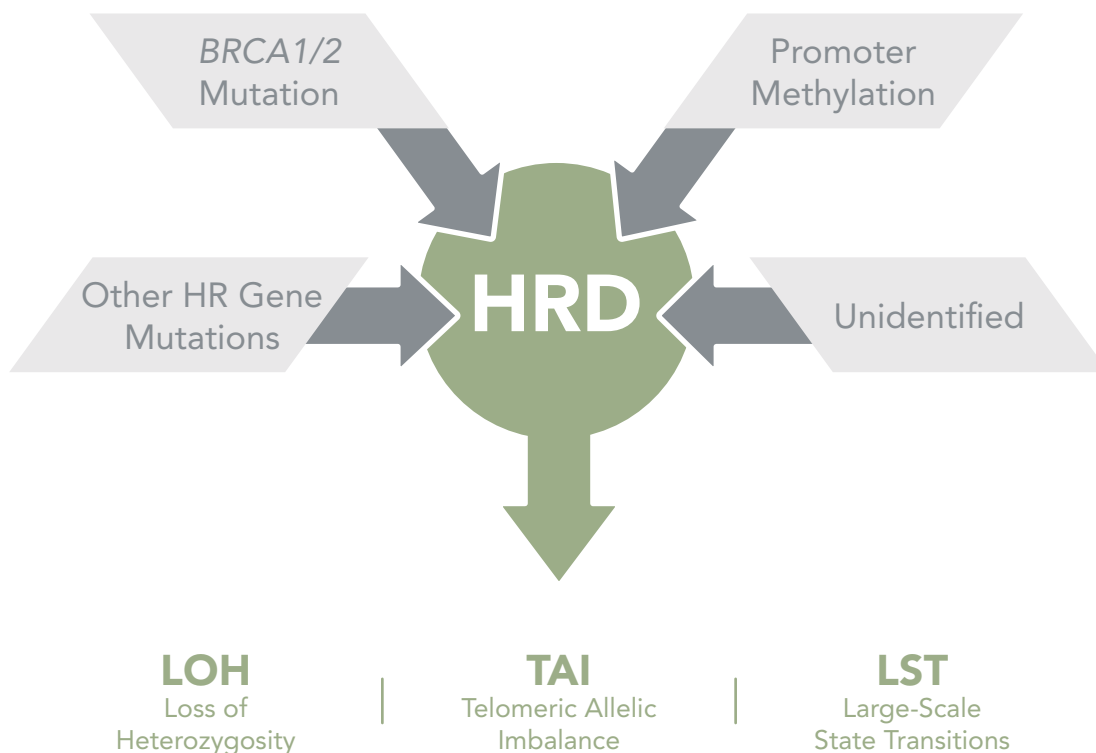 BRCA1/2
Mutation
Promoter
Methylation
Other HR Gene
Mutations
HRD
Unidentified
LOH
Loss of
Heterozygosity
TAI
Telomeric Allelic
Imbalance
LST
Large-Scale
State Transitions